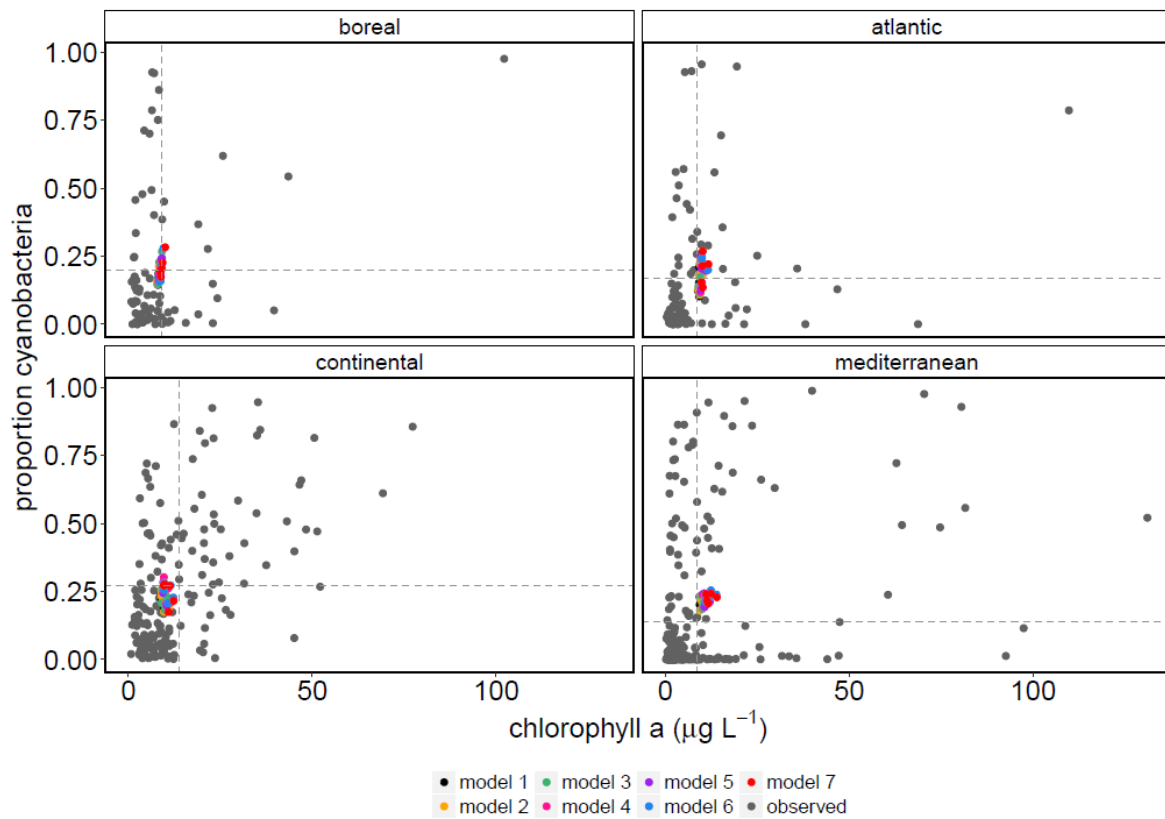 boreal atlantic
1.00
0.75
0.50
0.25
0.00
continental mediterranean
1.00
0.75
0.50
0.25
0.00
proportion cyanobacteria
0 50 100 0 50 100
chlorophyll a (μg L⁻¹)
model 1 model 3 model 5 model 7
model 2 model 4 model 6 observed